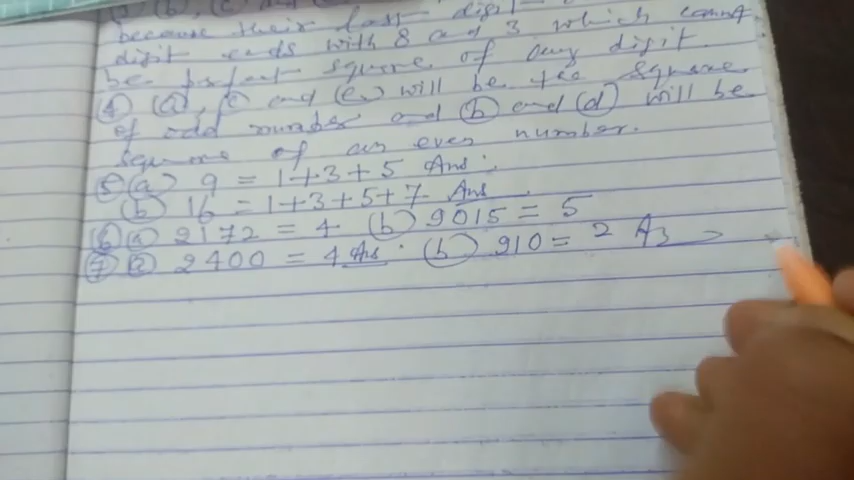 because their last digit
digit ends with 8 and 3 which cannot
be perfect square of any digit.
④ (a), (c) and (e) will be the square
of odd number and (b) and (d) will be
square of an even number.
⑤ (a) 9 = 1+3+5 Ans.
(b) 16 = 1+3+5+7 Ans
⑥ (a) 2172 = 4 (b) 9015 = 5
⑦ (a) 2400 = 4 Ans. (b) 910 = 2 As